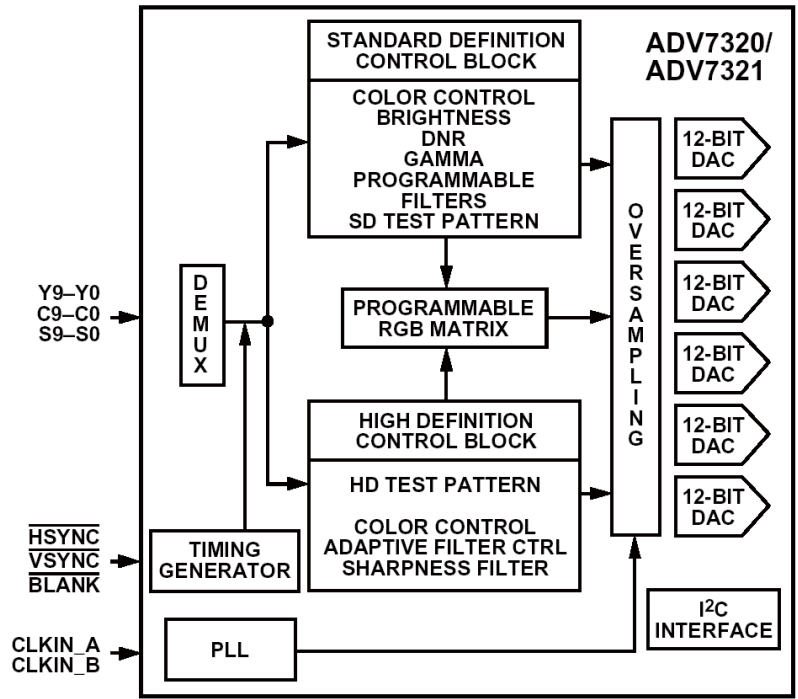 STANDARD DEFINITION
CONTROL BLOCK
COLOR CONTROL
BRIGHTNESS
DNR
GAMMA
PROGRAMMABLE
FILTERS
SD TEST PATTERN
ADV7320/
ADV7321
12-BIT
DAC
12-BIT
DAC
12-BIT
DAC
12-BIT
DAC
12-BIT
DAC
12-BIT
DAC
OVERSAMPLING
Y9–Y0
C9–C0
S9–S0
DEMUX
PROGRAMMABLE
RGB MATRIX
HIGH DEFINITION
CONTROL BLOCK
HD TEST PATTERN
COLOR CONTROL
ADAPTIVE FILTER CTRL
SHARPNESS FILTER
HSYNC
VSYNC
BLANK
TIMING
GENERATOR
CLKIN_A
CLKIN_B
PLL
I²C
INTERFACE